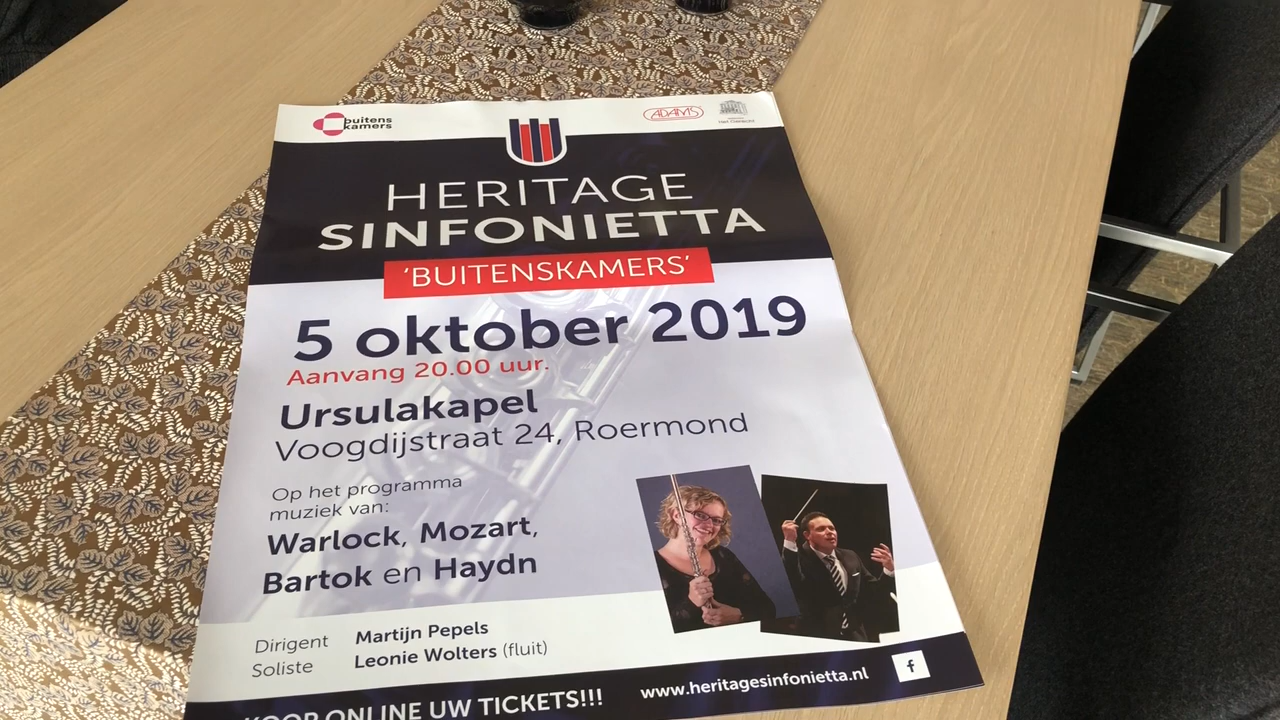 buitens
kamers
ADAMS
HERITAGE
SINFONIETTA
'BUITENSKAMERS'
5 oktober 2019
Aanvang 20.00 uur.
Ursulakapel
Voogdijstraat 24, Roermond
Op het programma
muziek van:
Warlock, Mozart,
Bartok en Haydn
Dirigent Martijn Pepels
Soliste Leonie Wolters (fluit)
KOOP ONLINE UW TICKETS!!! www.heritagesinfonietta.nl f